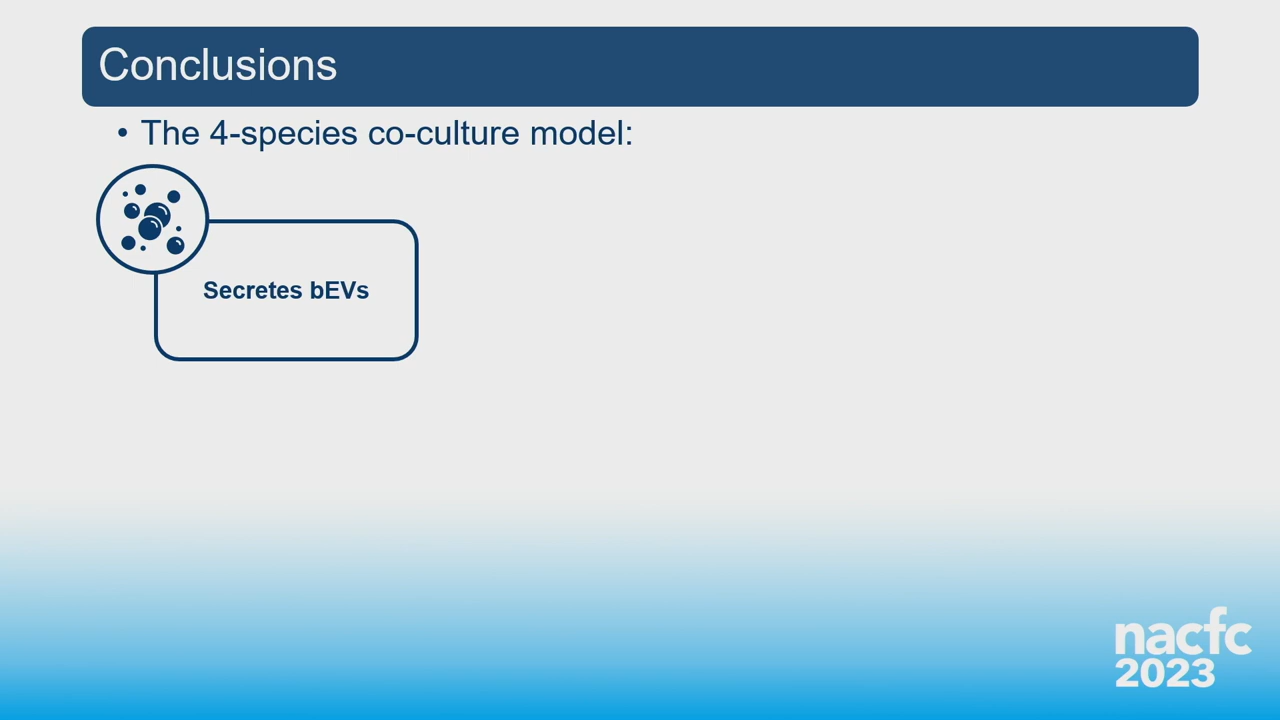 Conclusions
• The 4-species co-culture model:
Secretes bEVs
nacfc
2023